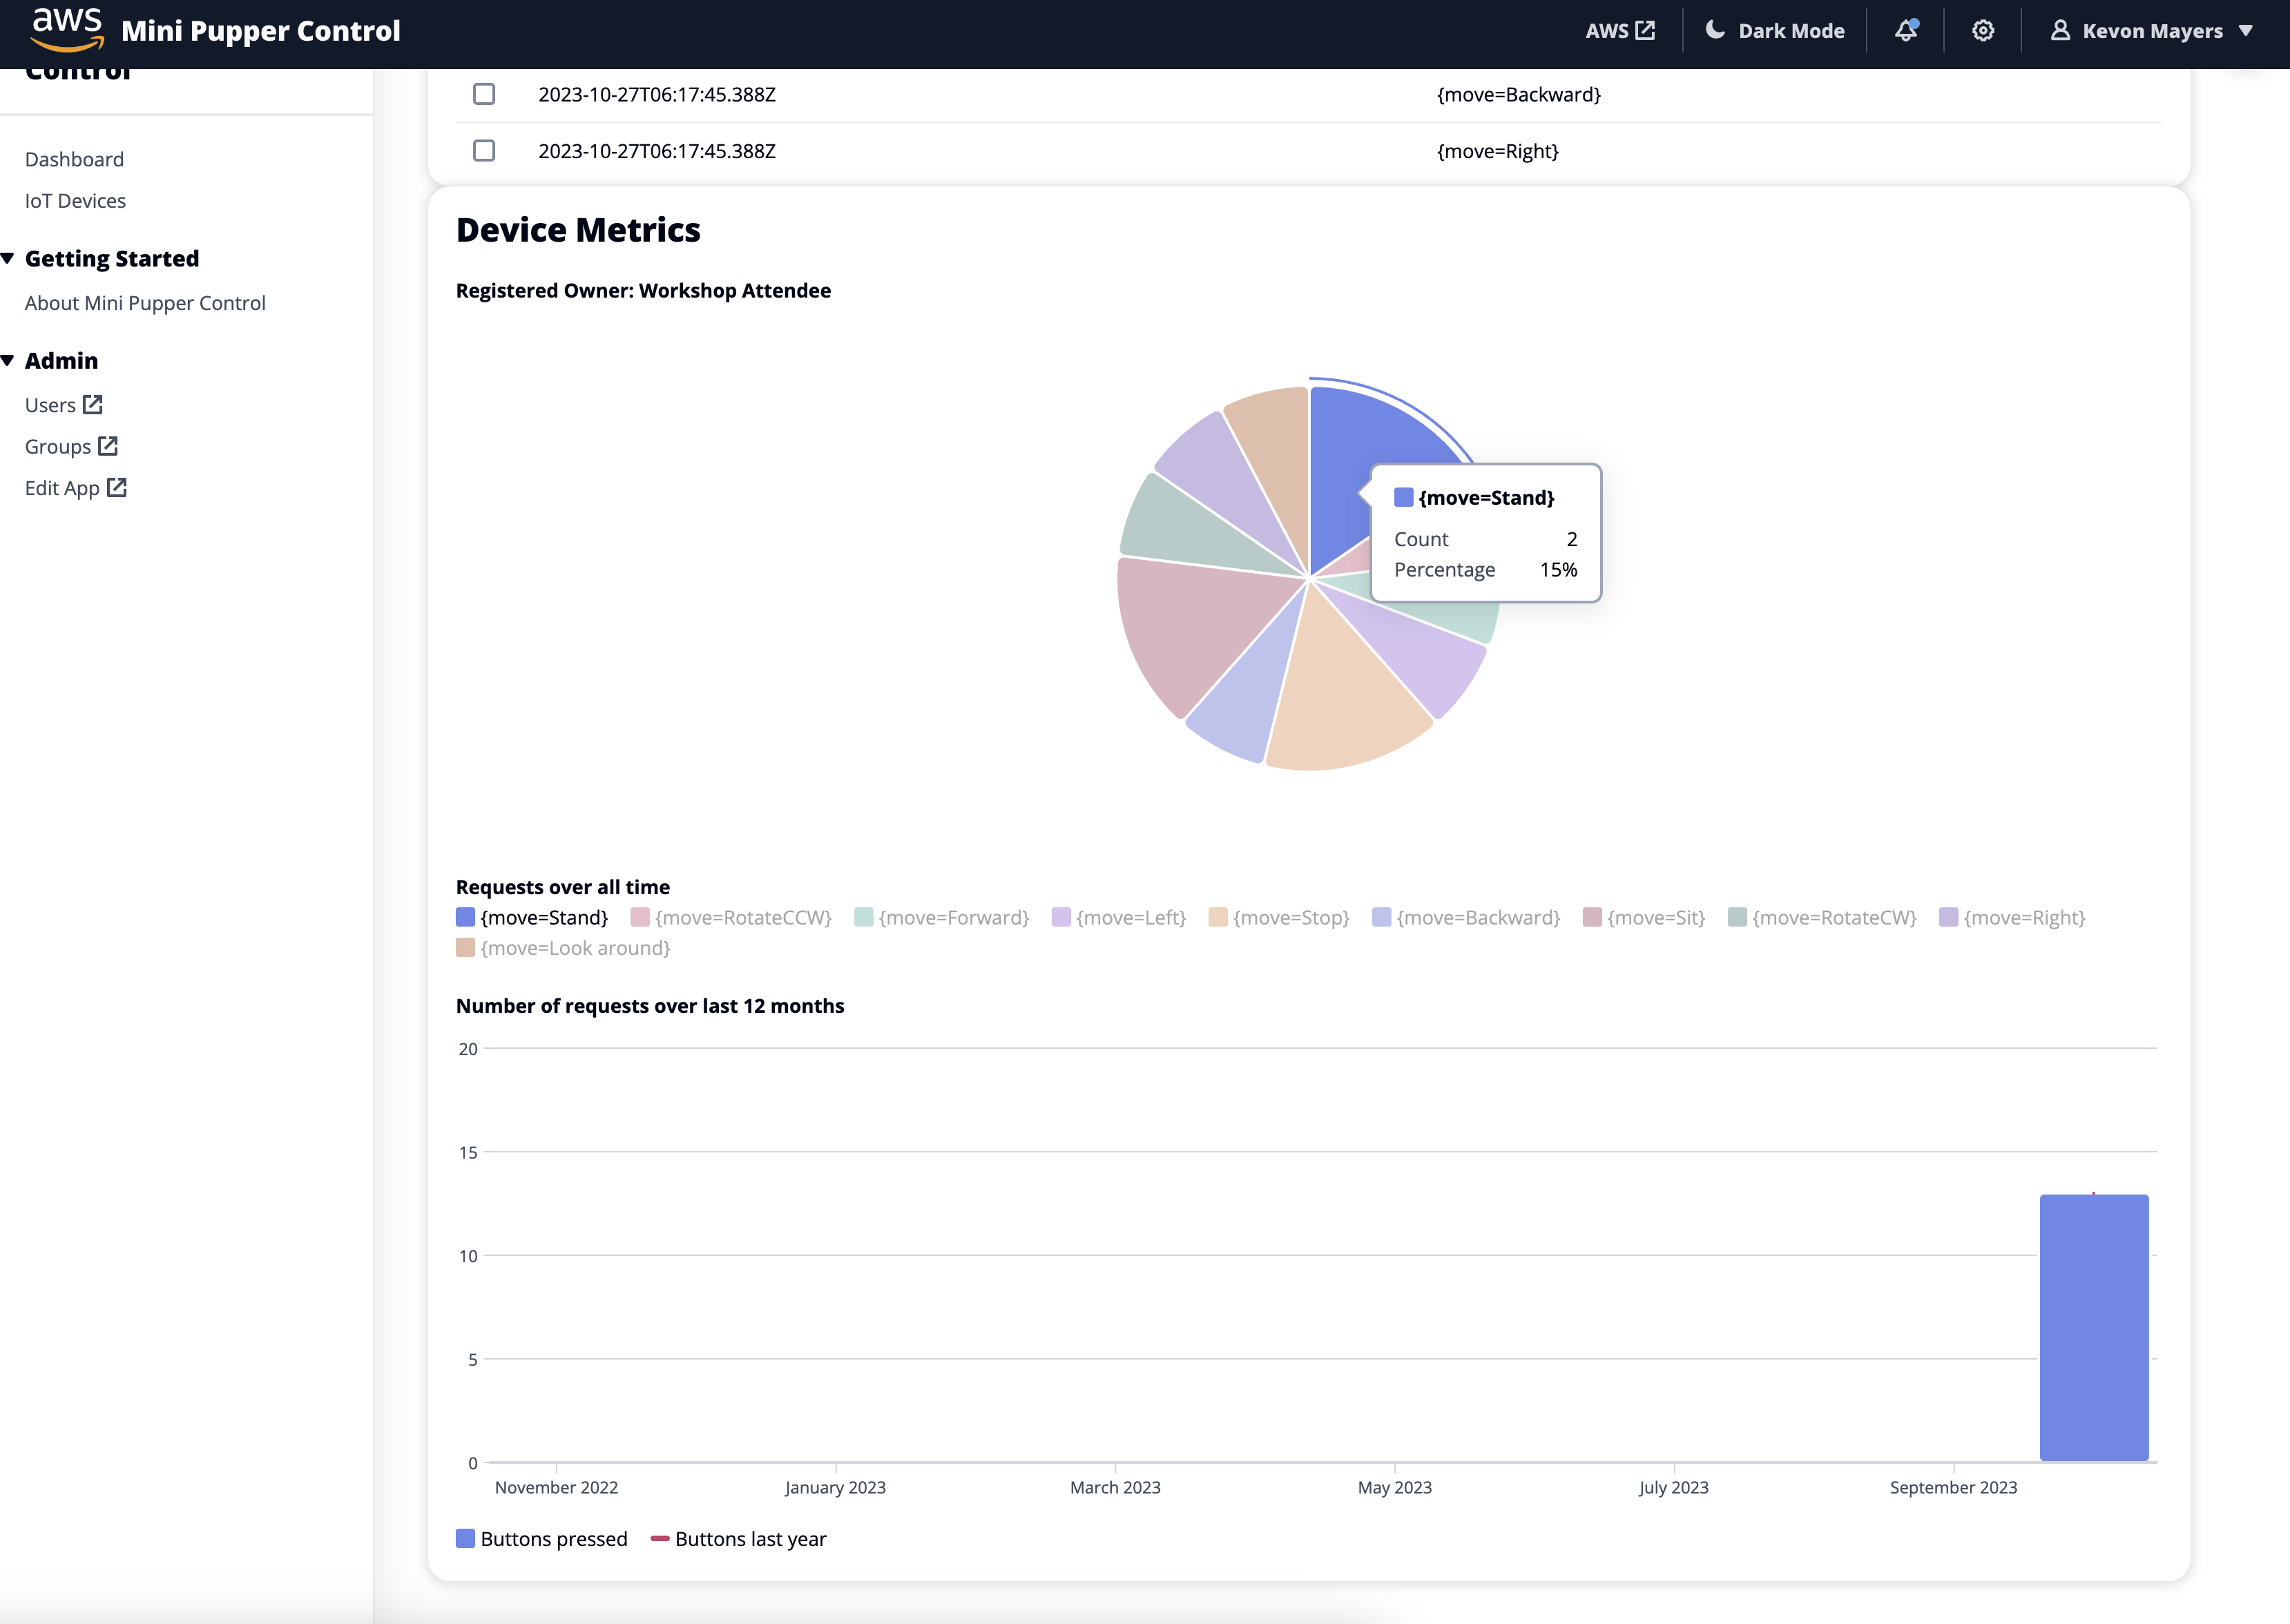 aws Mini Pupper Control
AWS Dark Mode Kevon Mayers
Control
Dashboard
IoT Devices
Getting Started
About Mini Pupper Control
Admin
Users
Groups
Edit App
2023-10-27T06:17:45.388Z {move=Backward}
2023-10-27T06:17:45.388Z {move=Right}
Device Metrics
Registered Owner: Workshop Attendee
{move=Stand}
Count 2
Percentage 15%
Requests over all time
{move=Stand} {move=RotateCCW} {move=Forward} {move=Left} {move=Stop} {move=Backward} {move=Sit} {move=RotateCW} {move=Right}
{move=Look around}
Number of requests over last 12 months
20
15
10
5
0
November 2022 January 2023 March 2023 May 2023 July 2023 September 2023
Buttons pressed Buttons last year